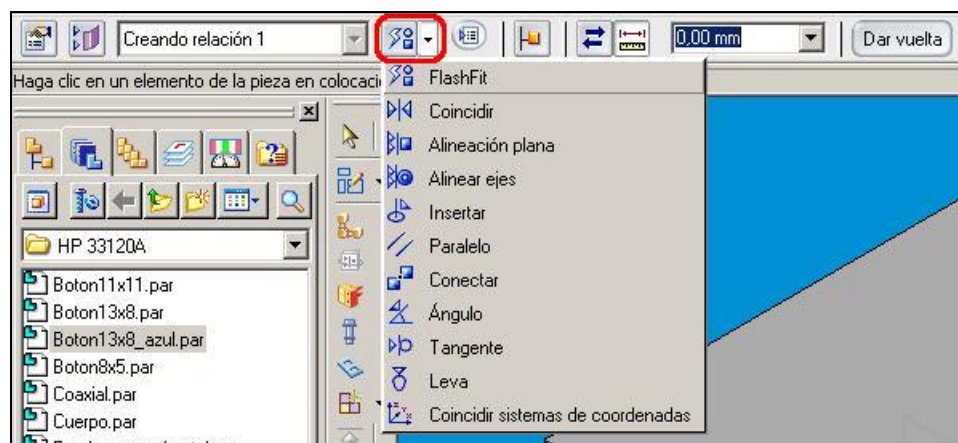 Creando relación 1
0,00 mm
Dar vuelta
Haga clic en un elemento de la pieza en colocaci
FlashFit
Coincidir
Alineación plana
Alinear ejes
Insertar
Paralelo
Conectar
Ángulo
Tangente
Leva
Coincidir sistemas de coordenadas
HP 33120A
Boton11x11.par
Boton13x8.par
Boton13x8_azul.par
Boton8x5.par
Coaxial.par
Cuerpo.par